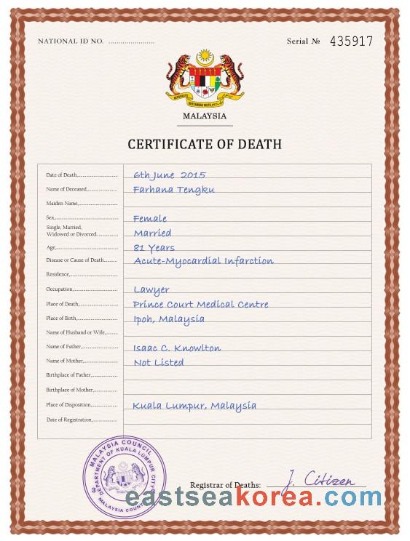 NATIONAL ID NO. ........................
Serial № 435917
MALAYSIA
CERTIFICATE OF DEATH
Date of Death........................ 6th June 2015
Name of Deceased........................ Farhana Tengku
Maiden Name........................
Sex........................ Female
Single, Married,
Widowed or Divorced........................ Married
Age........................ 81 Years
Disease or Cause of Death........................ Acute-Myocardial Infarction
Residence........................
Occupation........................ Lawyer
Place of Death........................ Prince Court Medical Centre
Place of Birth........................ Ipoh, Malaysia
Name of Husband or Wife........................
Name of Father........................ Isaac C. Knowlton
Name of Mother........................ Not Listed
Birthplace of Father........................
Birthplace of Mother........................
Place of Disposition........................ Kuala Lumpur, Malaysia
Date of Registration........................
MALAYSIA COUNCIL
DEPARTMENT OF KUALA LUMPUR
Registrar of Deaths: J. Citizen
eastseakorea.com